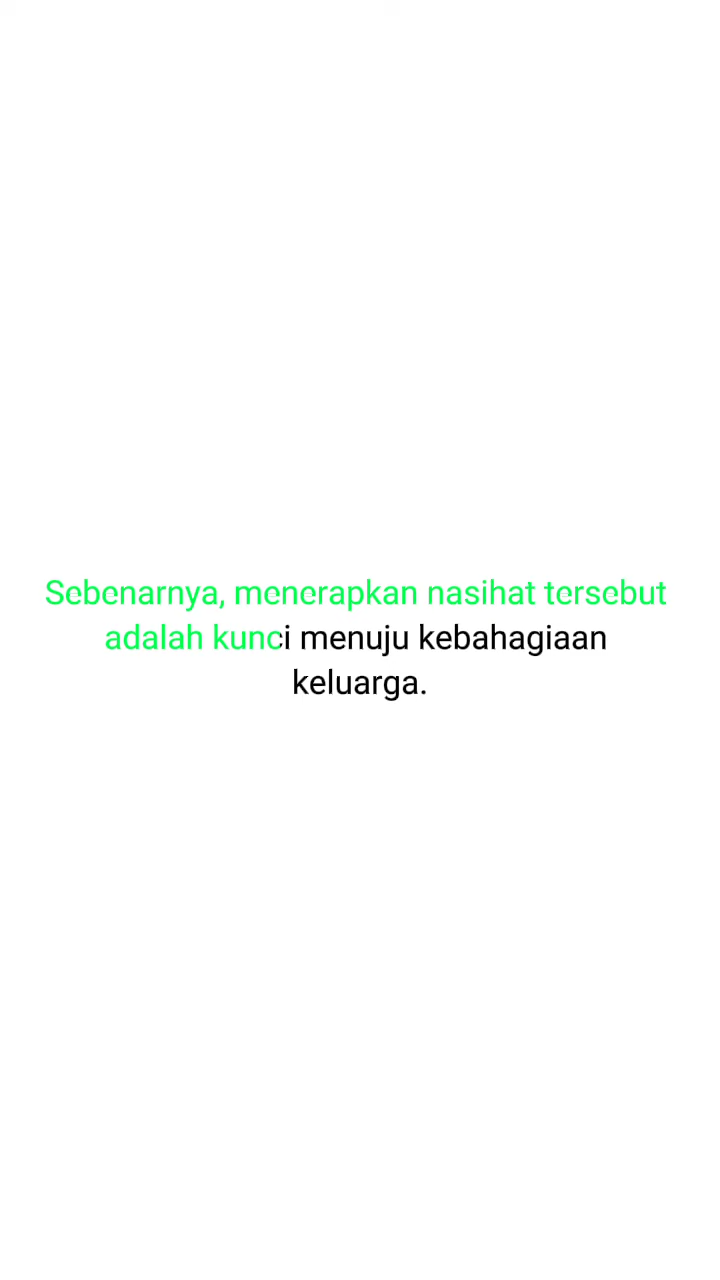 Sebenarnya, menerapkan nasihat tersebut
adalah kunci menuju kebahagiaan
keluarga.